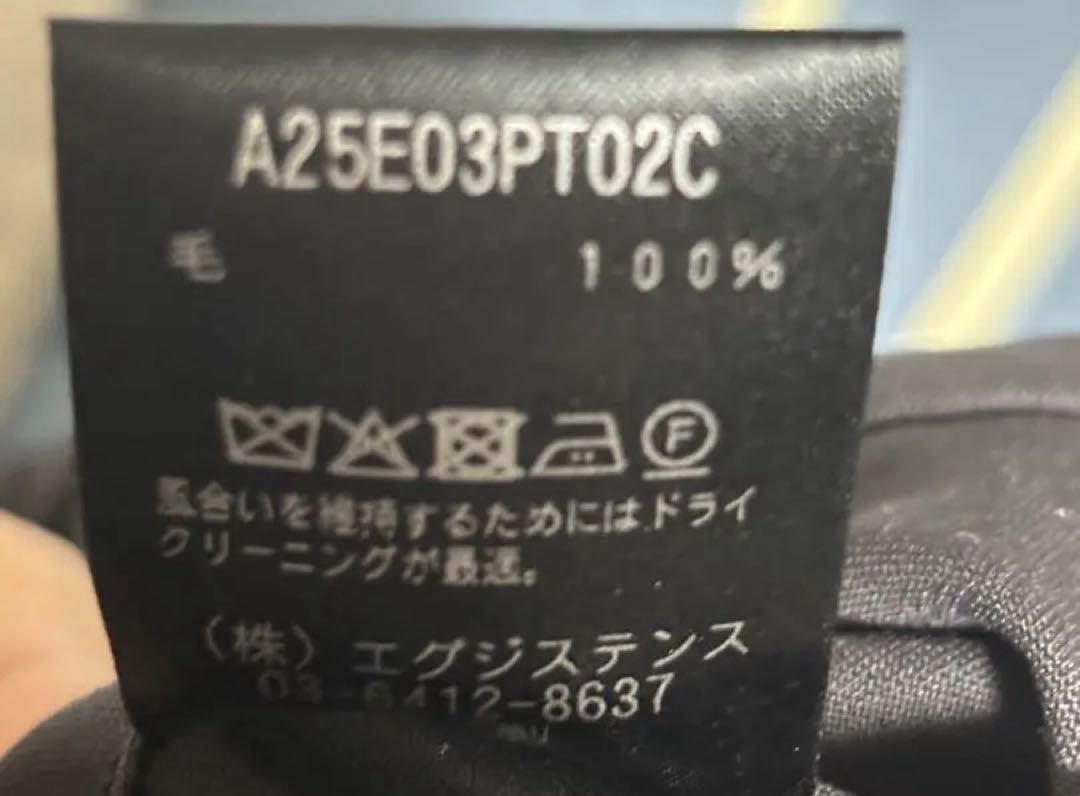 A25E03PT02C
毛 100%
F
風合いを維持するためにはドライ
クリーニングが最適。
（株）エグジステンス
03-6412-8637